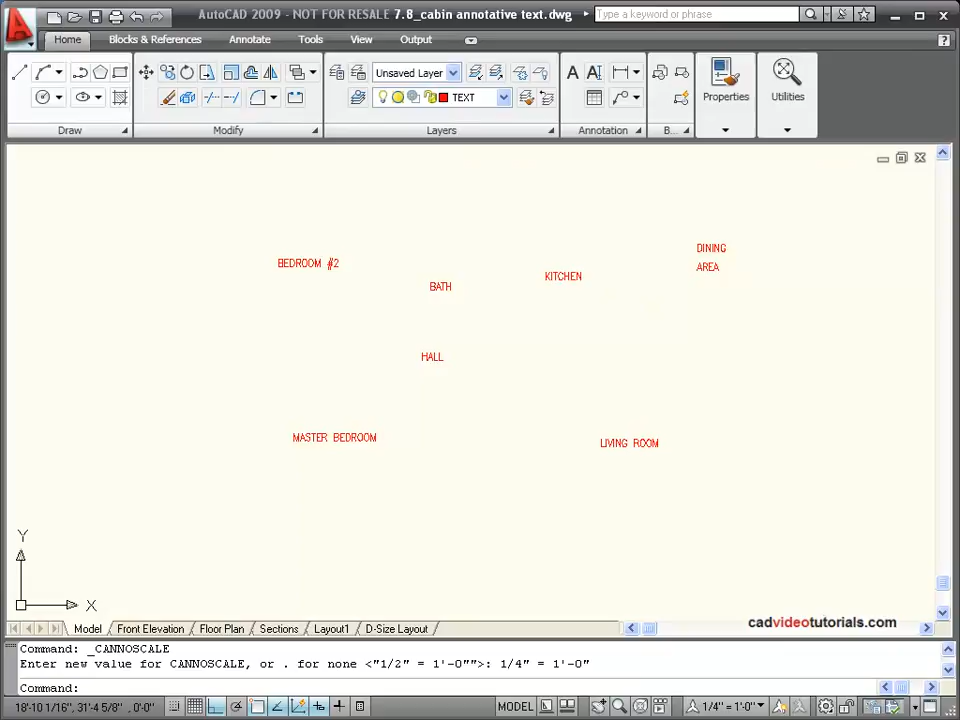 AutoCAD 2009 - NOT FOR RESALE 7.8_cabin annotative text.dwg
Type a keyword or phrase
Home Blocks & References Annotate Tools View Output
Unsaved Layer
TEXT
Properties
Utilities
Draw Modify Layers Annotation B...
DINING
AREA
BEDROOM #2
KITCHEN
BATH
HALL
MASTER BEDROOM
LIVING ROOM
Y
X
cadvideotutorials.com
Model Front Elevation Floor Plan Sections Layout1 D-Size Layout
Command: _CANNOSCALE
Enter new value for CANNOSCALE, or . for none <"1/2" = 1'-0"">: 1/4" = 1'-0"
Command:
18'-10 1/16", 31'-4 5/8" , 0'-0" MODEL 1/4" = 1'-0"